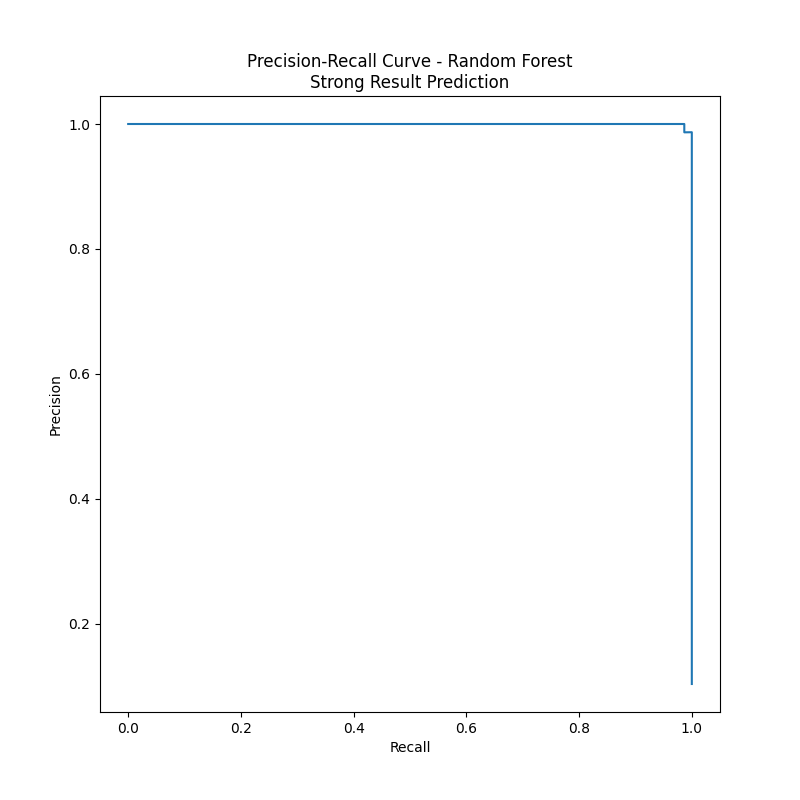 Precision-Recall Curve - Random Forest
Strong Result Prediction
1.0
0.8
0.6
0.4
0.2
Precision
0.0 0.2 0.4 0.6 0.8 1.0
Recall